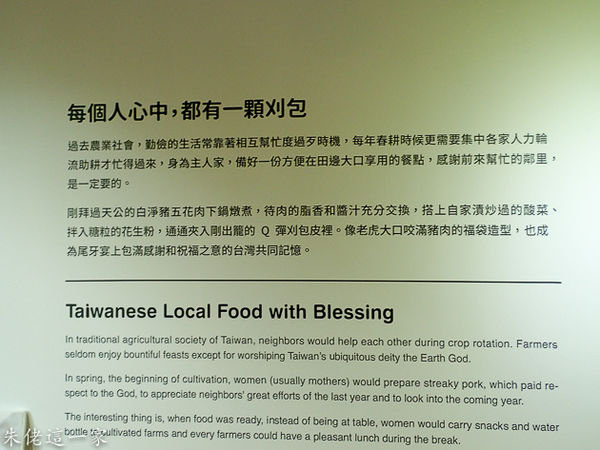 每個人心中，都有一顆刈包
過去農業社會，勤儉的生活常靠著相互幫忙度過歹時機，每年春耕時候更需要集中各家人力輪
流助耕才忙得過來，身為主人家，備好一份方便在田邊大口享用的餐點，感謝前來幫忙的鄰里，
是一定要的。
剛拜過天公的白淨豬五花肉下鍋燉煮，待肉的脂香和醬汁充分交換，搭上自家漬炒過的酸菜、
拌入糖粒的花生粉，通通夾入剛出籠的 Q 彈刈包皮裡。像老虎大口咬滿豬肉的福袋造型，也成
為尾牙宴上包滿感謝和祝福之意的台灣共同記憶。
Taiwanese Local Food with Blessing
In traditional agricultural society of Taiwan, neighbors would help each other during crop rotation. Farmers
seldom enjoy bountiful feasts except for worshiping Taiwan's ubiquitous deity the Earth God.
In spring, the beginning of cultivation, women (usually mothers) would prepare streaky pork, which paid re-
spect to the God, to appreciate neighbors' great efforts of the last year and to look into the coming year.
The interesting thing is, when food was ready, instead of being at table, women would carry snacks and water
bottle to cultivated farms and every farmers could have a pleasant lunch during the break.
朱佬這一家